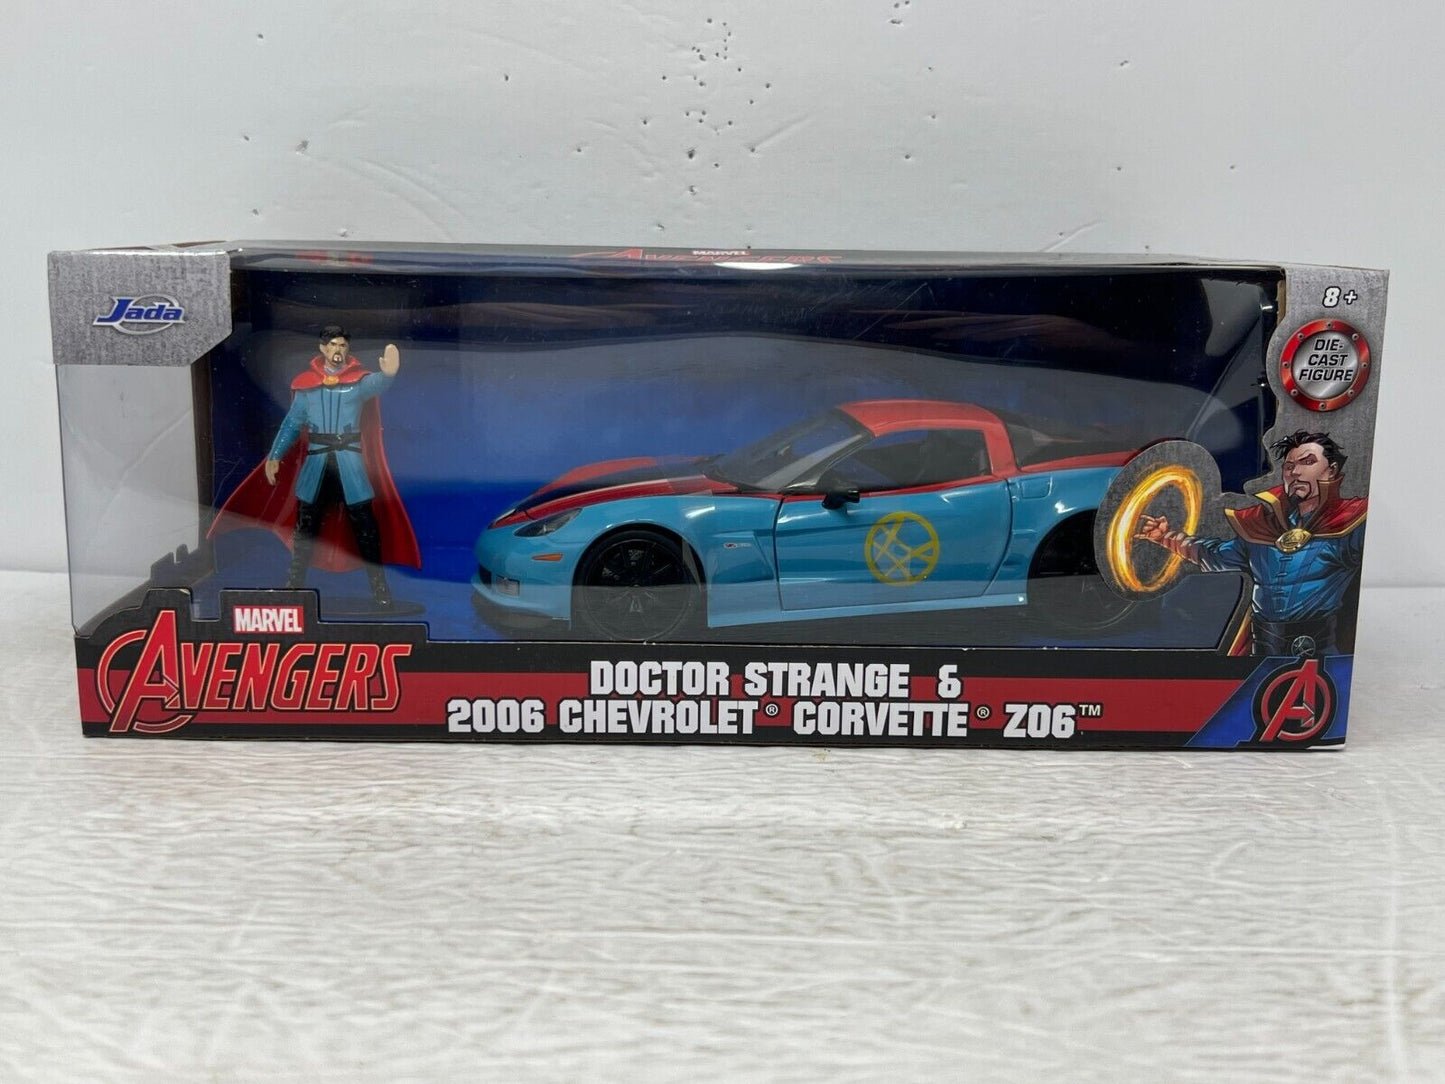 MARVEL
AVENGERS
Jada
8+
DIE-
CAST
FIGURE
MARVEL
AVENGERS
DOCTOR STRANGE &
2006 CHEVROLET® CORVETTE® Z06™